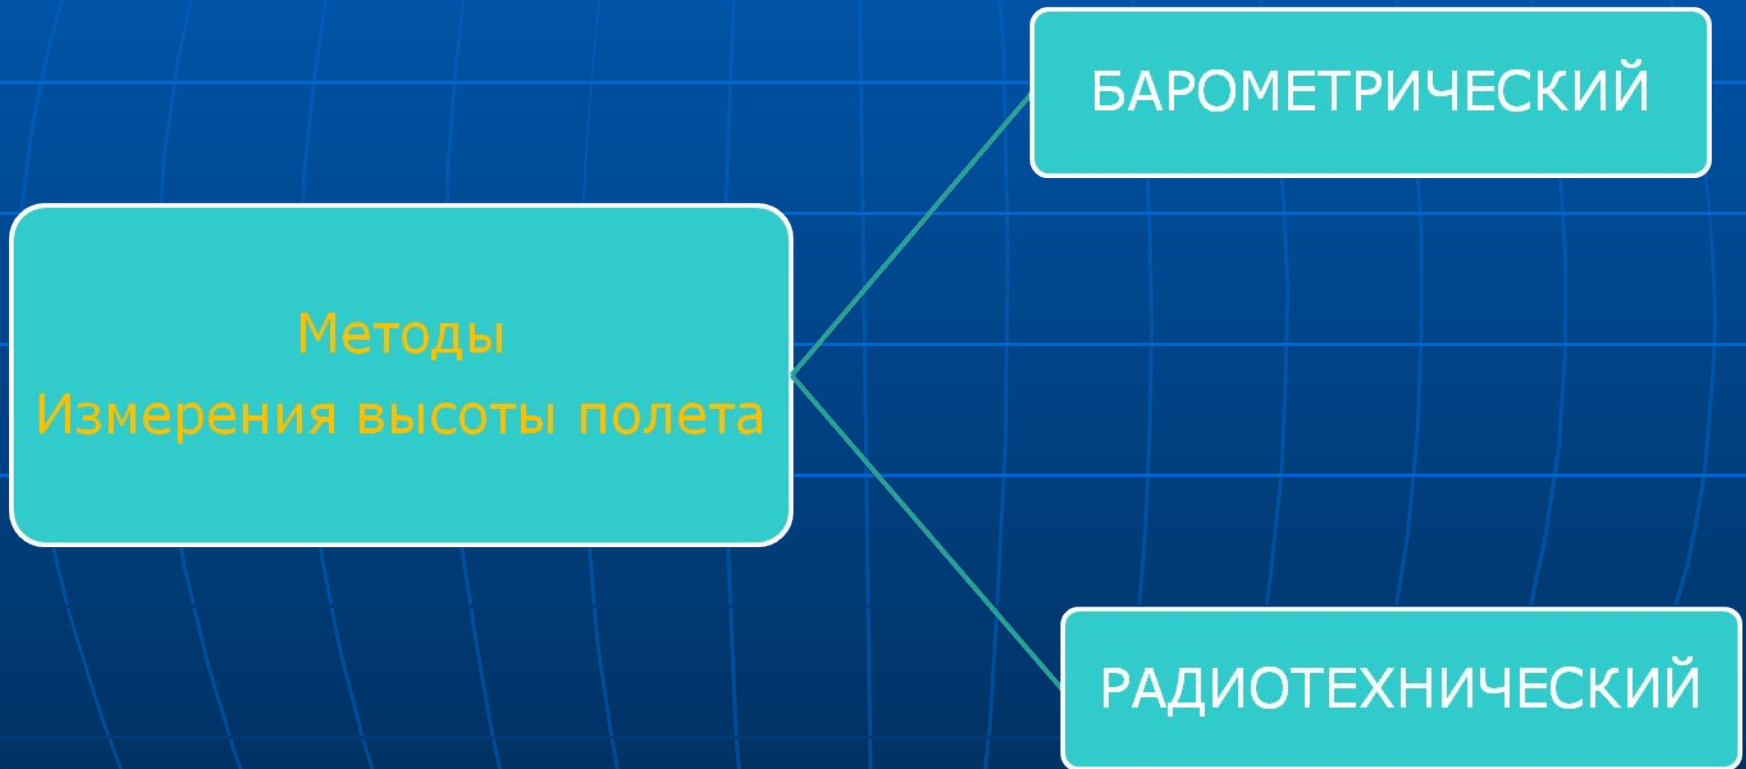 Методы
Измерения высоты полета
БАРОМЕТРИЧЕСКИЙ
РАДИОТЕХНИЧЕСКИЙ